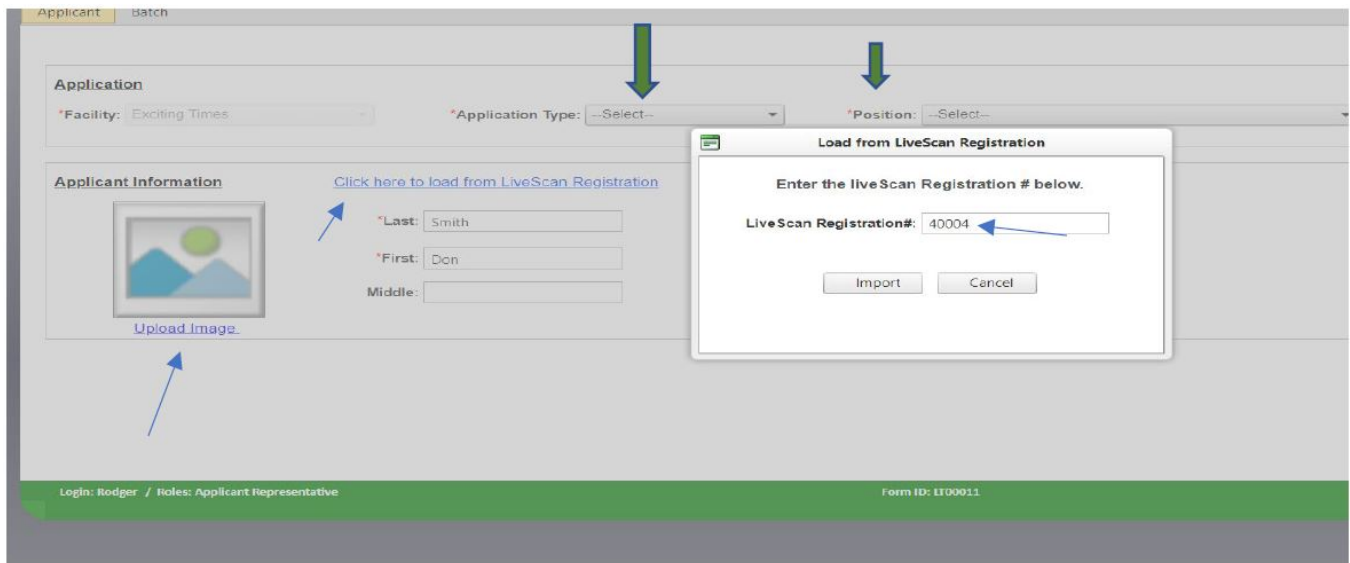 Applicant Batch
Application
*Facility: Exciting Times *Application Type: --Select-- *Position: --Select--
Load from LiveScan Registration
Applicant Information Click here to load from LiveScan Registration Enter the liveScan Registration # below.
*Last: Smith LiveScan Registration#: 40004
*First: Don
Middle: Import Cancel
Upload Image
Login: Rodger / Roles: Applicant Representative Form ID: LT00011